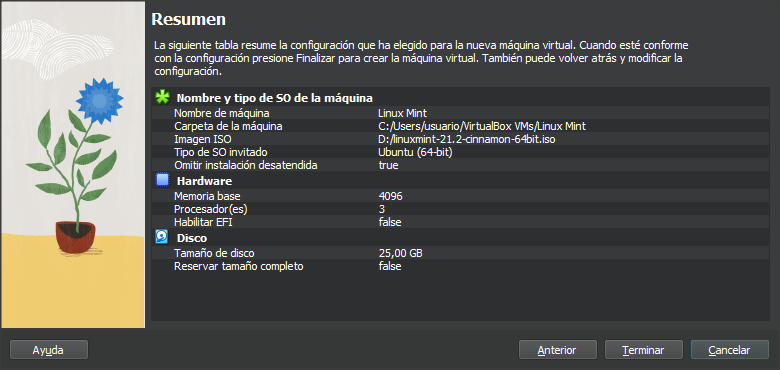 Resumen
La siguiente tabla resume la configuración que ha elegido para la nueva máquina virtual. Cuando esté conforme
con la configuración presione Finalizar para crear la máquina virtual. También puede volver atrás y modificar la
configuración.
Nombre y tipo de SO de la máquina
Nombre de máquina Linux Mint
Carpeta de la máquina C:/Users/usuario/VirtualBox VMs/Linux Mint
Imagen ISO D:/linuxmint-21.2-cinnamon-64bit.iso
Tipo de SO invitado Ubuntu (64-bit)
Omitir instalación desatendida true
Hardware
Memoria base 4096
Procesador(es) 3
Habilitar EFI false
Disco
Tamaño de disco 25,00 GB
Reservar tamaño completo false
Ayuda Anterior Terminar Cancelar